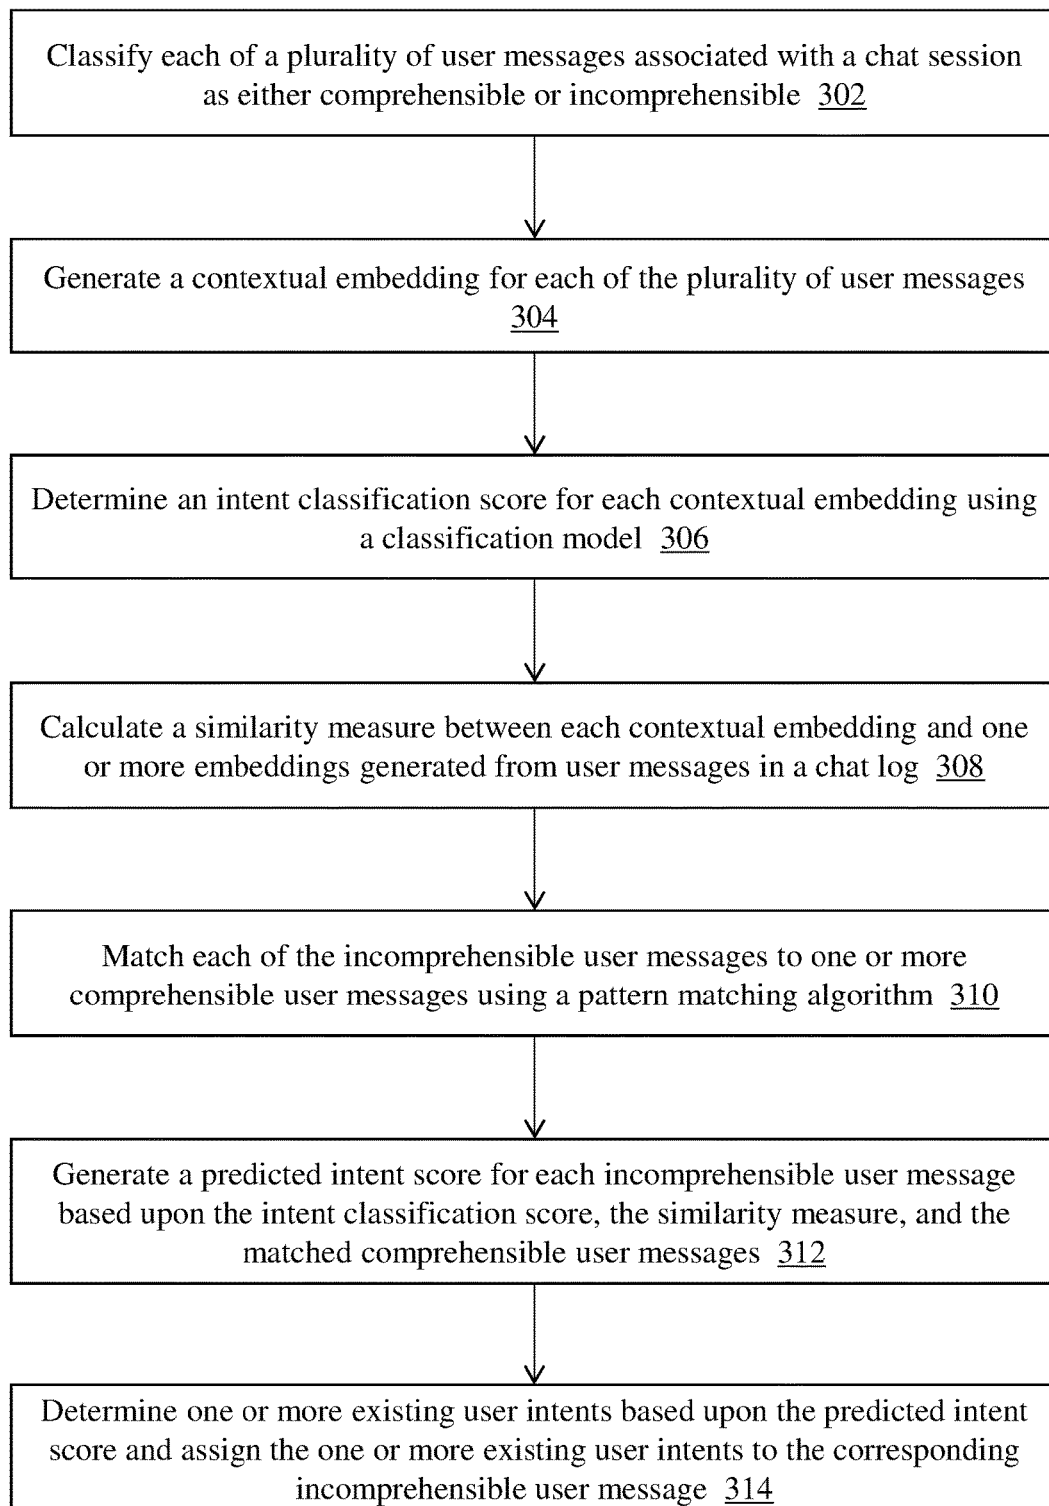 Classify each of a plurality of user messages associated with a chat session
as either comprehensible or incomprehensible 302
Generate a contextual embedding for each of the plurality of user messages
304
Determine an intent classification score for each contextual embedding using
a classification model 306
Calculate a similarity measure between each contextual embedding and one
or more embeddings generated from user messages in a chat log 308
Match each of the incomprehensible user messages to one or more
comprehensible user messages using a pattern matching algorithm 310
Generate a predicted intent score for each incomprehensible user message
based upon the intent classification score, the similarity measure, and the
matched comprehensible user messages 312
Determine one or more existing user intents based upon the predicted intent
score and assign the one or more existing user intents to the corresponding
incomprehensible user message 314